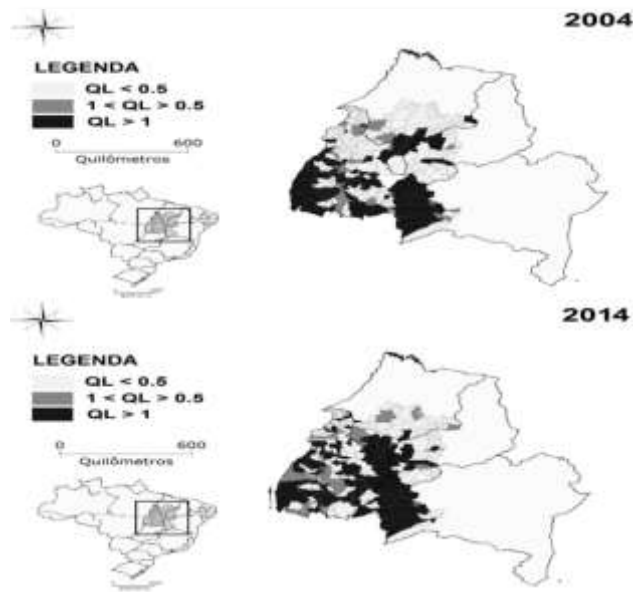 2004
LEGENDA
QL < 0.5
1 < QL > 0.5
QL > 1
0 600
Quilômetros
2014
LEGENDA
QL < 0.5
1 < QL > 0.5
QL > 1
0 600
Quilômetros